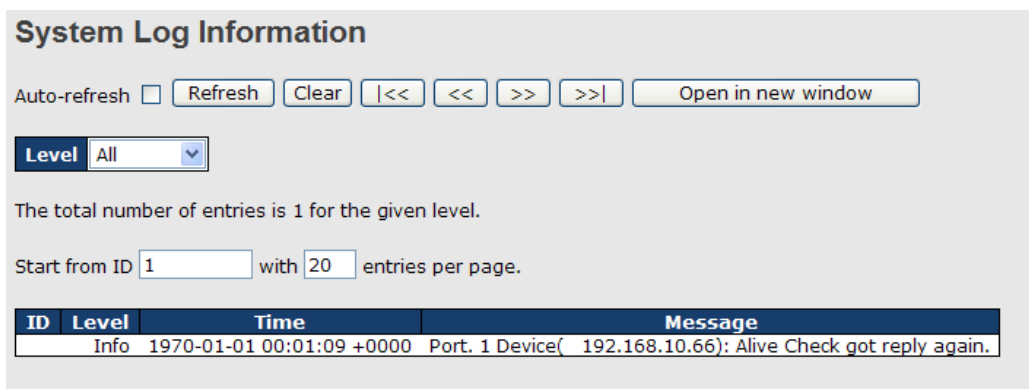 System Log Information
Auto-refresh Refresh Clear |<< << >> >>| Open in new window
Level All
The total number of entries is 1 for the given level.
Start from ID 1 with 20 entries per page.
ID Level Time Message
Info 1970-01-01 00:01:09 +0000 Port. 1 Device( 192.168.10.66): Alive Check got reply again.